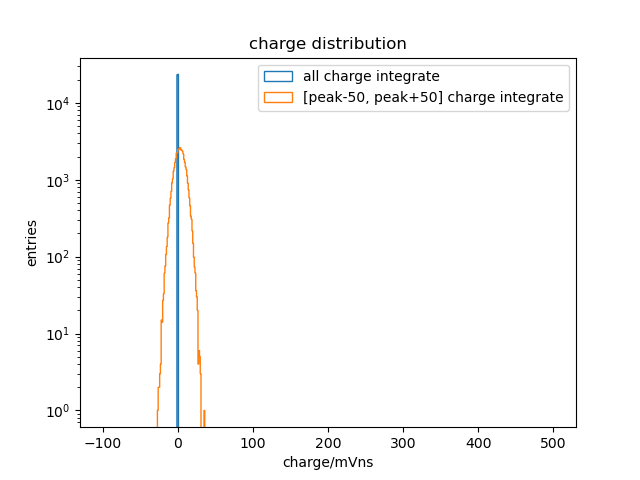 charge distribution
all charge integrate
[peak-50, peak+50] charge integrate
entries
10⁴
10³
10²
10¹
10⁰
−100 0 100 200 300 400 500
charge/mVns